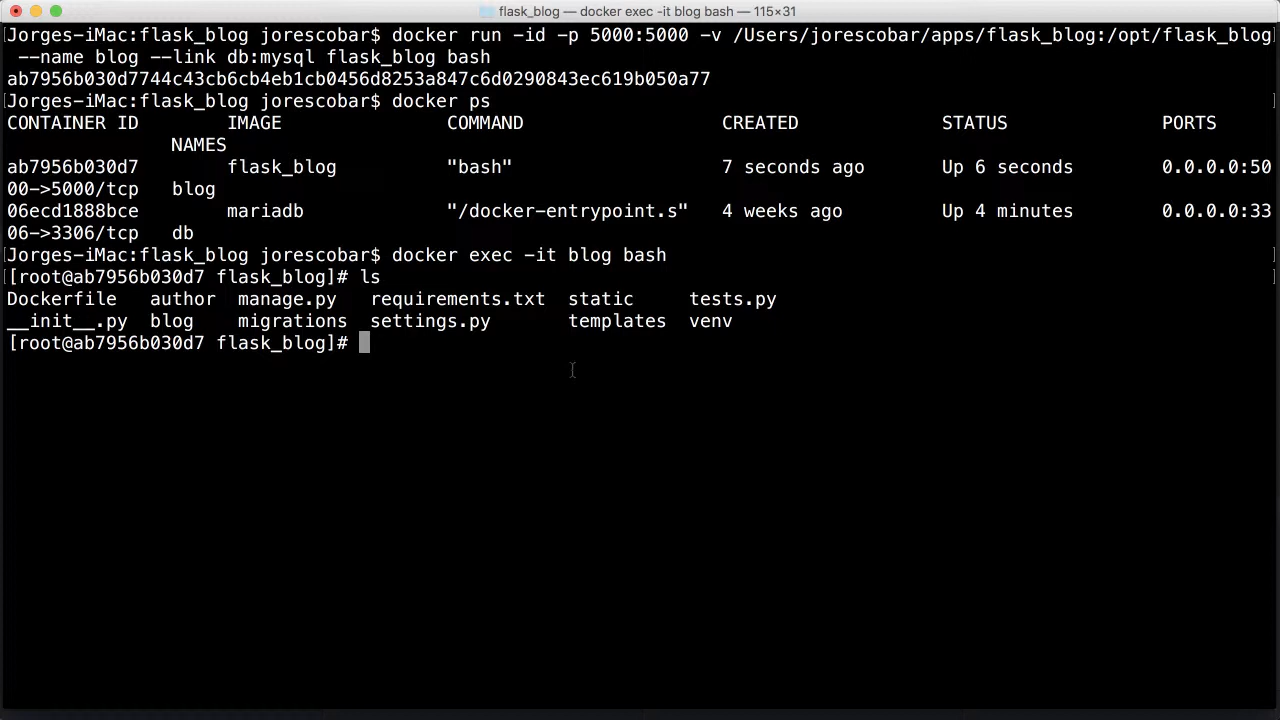 flask_blog — docker exec -it blog bash — 115×31
[Jorges-iMac:flask_blog jorescobar$ docker run -id -p 5000:5000 -v /Users/jorescobar/apps/flask_blog:/opt/flask_blog]
 --name blog --link db:mysql flask_blog bash
ab7956b030d7744c43cb6cb4eb1cb0456d8253a847c6d0290843ec619b050a77
[Jorges-iMac:flask_blog jorescobar$ docker ps ]
CONTAINER ID        IMAGE               COMMAND                  CREATED             STATUS              PORTS
               NAMES
ab7956b030d7        flask_blog          "bash"                   7 seconds ago       Up 6 seconds        0.0.0.0:50
00->5000/tcp   blog
06ecd1888bce        mariadb             "/docker-entrypoint.s"   4 weeks ago         Up 4 minutes        0.0.0.0:33
06->3306/tcp   db
[Jorges-iMac:flask_blog jorescobar$ docker exec -it blog bash ]
[root@ab7956b030d7 flask_blog]# ls
Dockerfile   author  manage.py   requirements.txt  static     tests.py
__init__.py  blog    migrations  settings.py       templates  venv
[root@ab7956b030d7 flask_blog]#